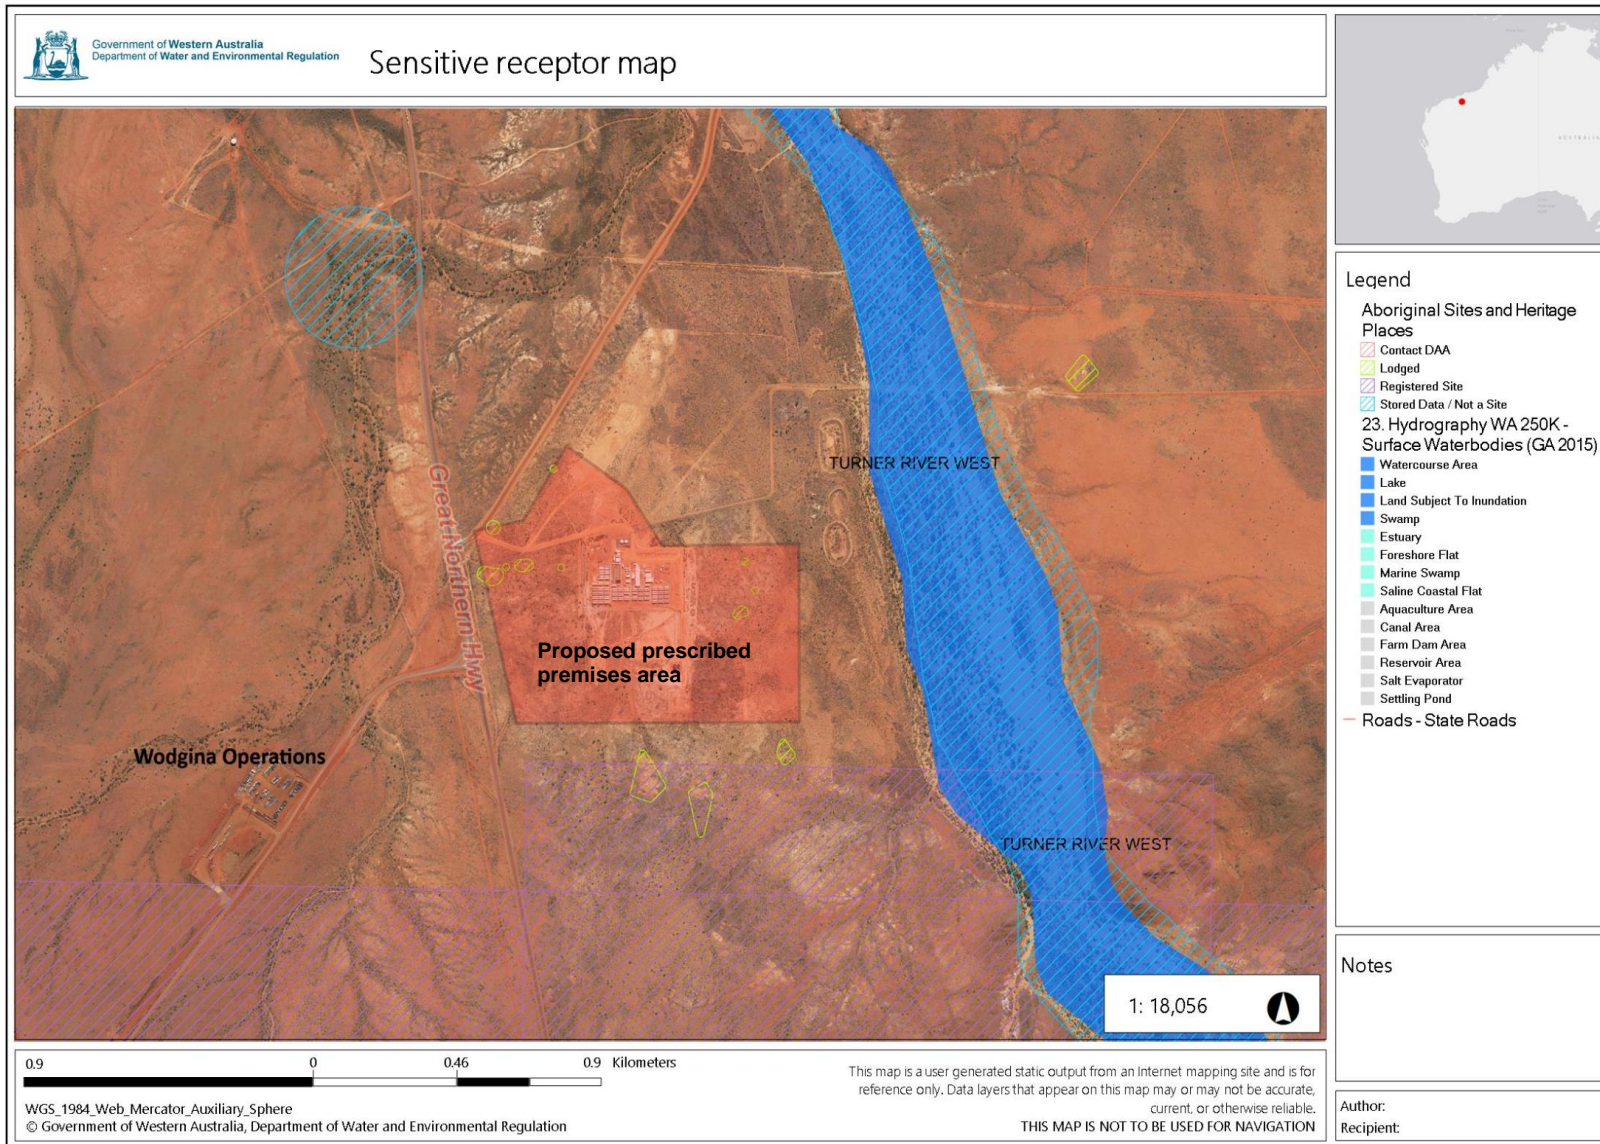 Government of Western Australia
Department of Water and Environmental Regulation
Sensitive receptor map
TURNER RIVER WEST
Great Northern Hwy
Proposed prescribed
premises area
Wodgina Operations
TURNER RIVER WEST
1: 18,056
Legend
Aboriginal Sites and Heritage
Places
Contact DAA
Lodged
Registered Site
Stored Data / Not a Site
23. Hydrography WA 250K -
Surface Waterbodies (GA 2015)
Watercourse Area
Lake
Land Subject To Inundation
Swamp
Estuary
Foreshore Flat
Marine Swamp
Saline Coastal Flat
Aquaculture Area
Canal Area
Farm Dam Area
Reservoir Area
Salt Evaporator
Settling Pond
Roads - State Roads
Notes
0.9 0 0.46 0.9 Kilometers
WGS_1984_Web_Mercator_Auxiliary_Sphere
© Government of Western Australia, Department of Water and Environmental Regulation
This map is a user generated static output from an Internet mapping site and is for
reference only. Data layers that appear on this map may or may not be accurate,
current, or otherwise reliable.
THIS MAP IS NOT TO BE USED FOR NAVIGATION
Author:
Recipient: